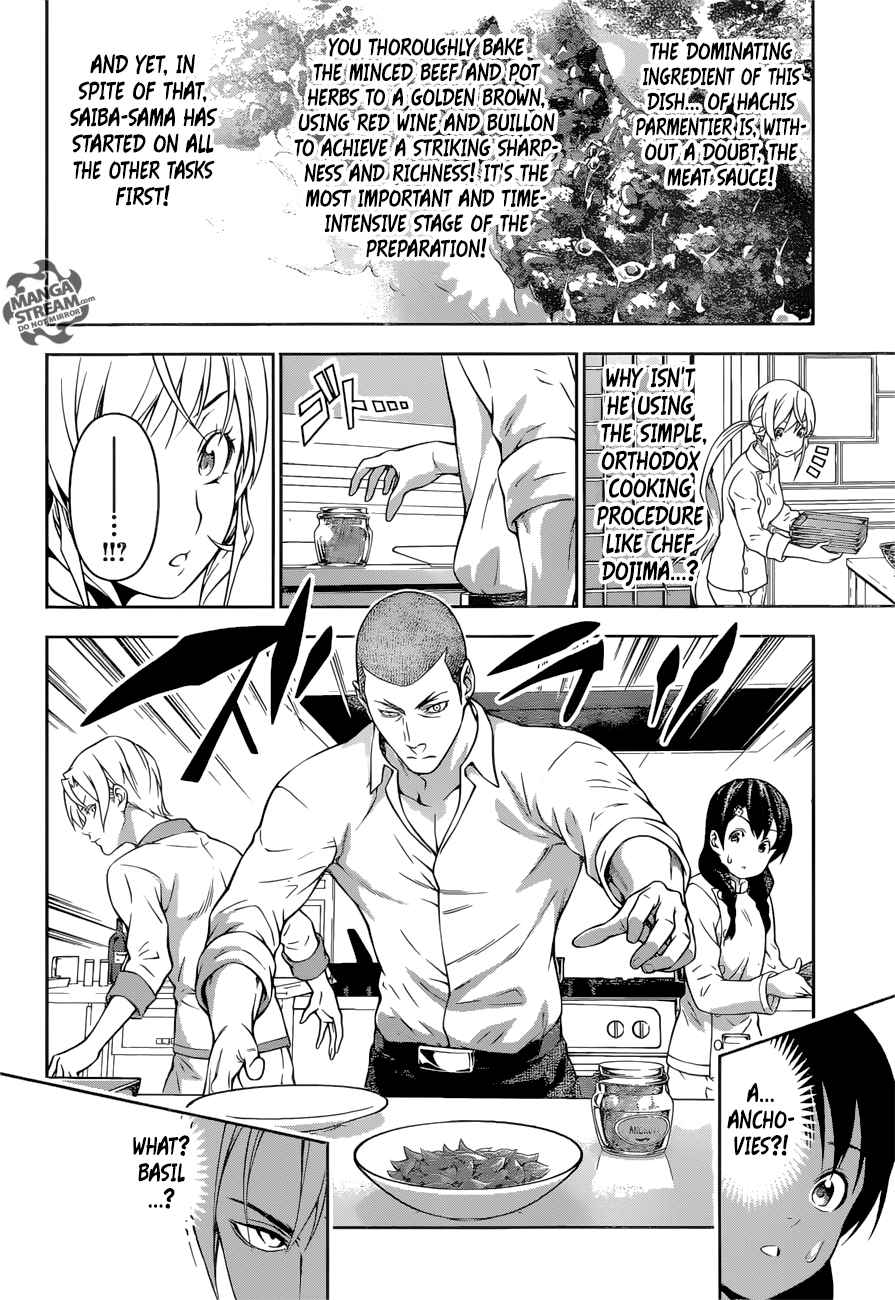 THE DOMINATING
INGREDIENT OF THIS
DISH... OF HACHIS
PARMENTIER IS, WITH-
OUT A DOUBT, THE
MEAT SAUCE!
YOU THOROUGHLY BAKE
THE MINCED BEEF AND POT
HERBS TO A GOLDEN BROWN,
USING RED WINE AND BUILLON
TO ACHIEVE A STRIKING SHARP-
NESS AND RICHNESS! IT'S THE
MOST IMPORTANT AND TIME-
INTENSIVE STAGE OF THE
PREPARATION!
AND YET, IN
SPITE OF THAT,
SAIBA-SAMA HAS
STARTED ON ALL
THE OTHER TASKS
FIRST!
MANGA
STREAM.com
DO NOT MIRROR
WHY ISN'T
HE USING
THE SIMPLE,
ORTHODOX
COOKING
PROCEDURE
LIKE CHEF
DOJIMA...?
ゴト...
—...!!?
A...
ANCHO-
VIES?!
WHAT?
BASIL
...?